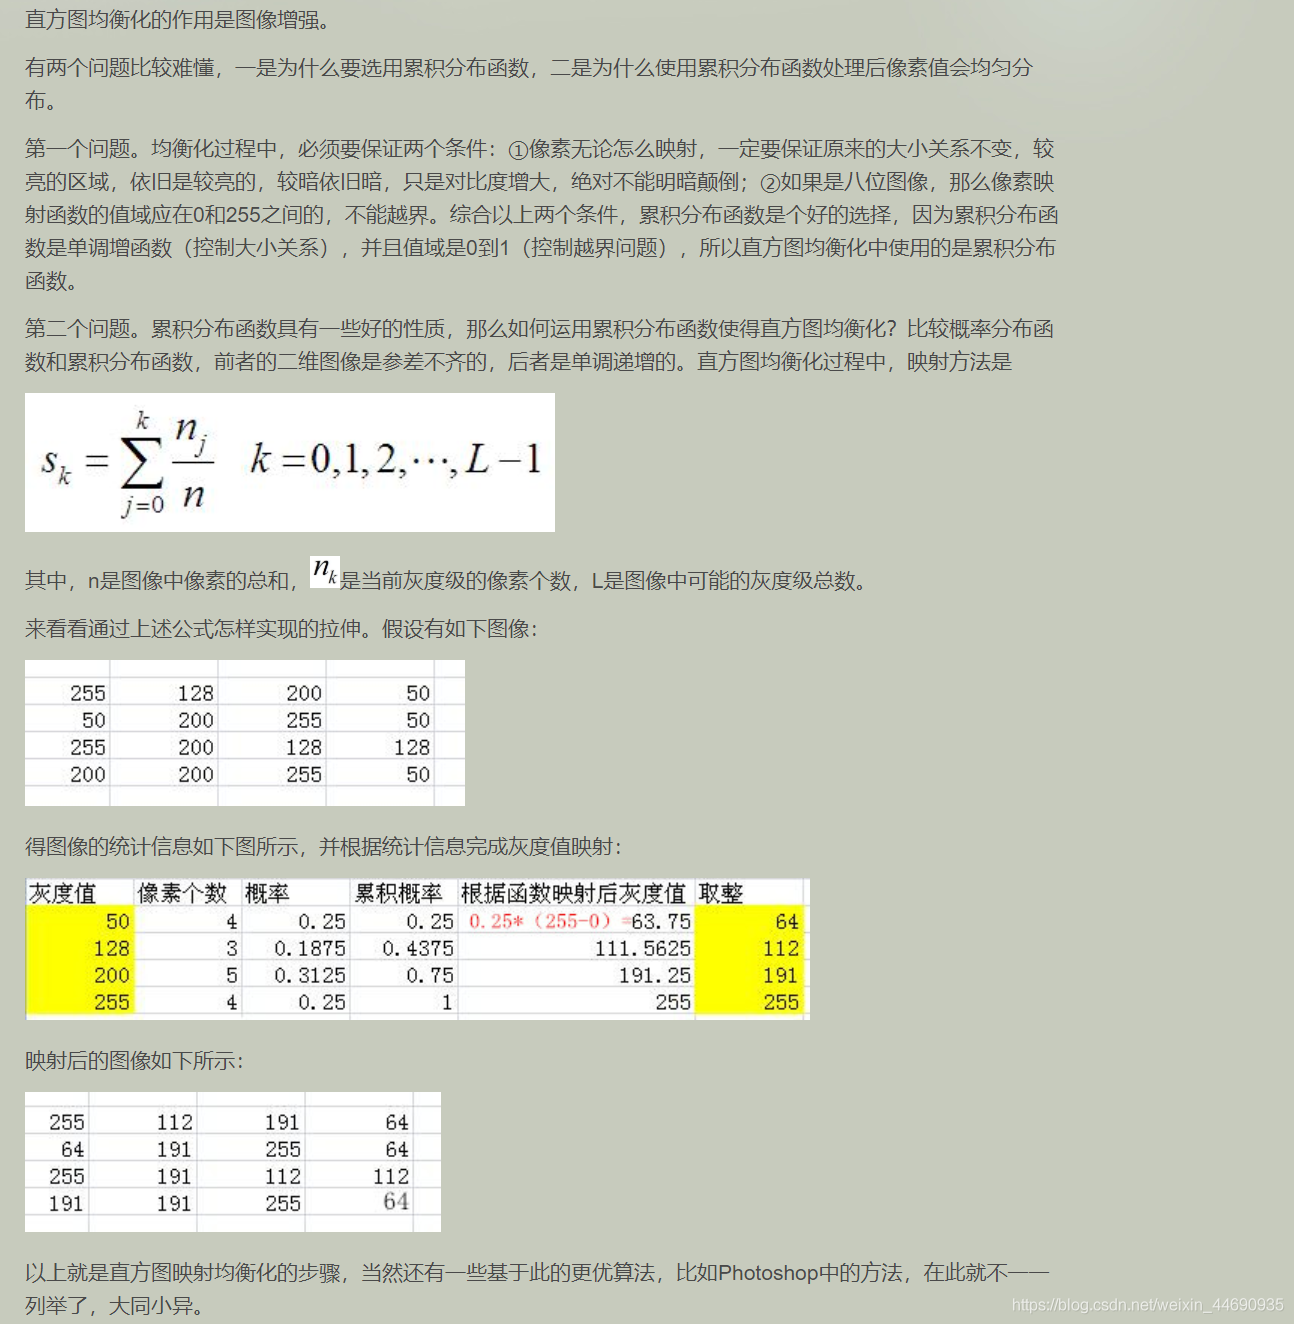 直方图均衡化的作用是图像增强。
有两个问题比较难懂，一是为什么要选用累积分布函数，二是为什么使用累积分布函数处理后像素值会均匀分
布。
第一个问题。均衡化过程中，必须要保证两个条件：①像素无论怎么映射，一定要保证原来的大小关系不变，较
亮的区域，依旧是较亮的，较暗依旧暗，只是对比度增大，绝对不能明暗颠倒；②如果是八位图像，那么像素映
射函数的值域应在0和255之间的，不能越界。综合以上两个条件，累积分布函数是个好的选择，因为累积分布函
数是单调增函数（控制大小关系），并且值域是0到1（控制越界问题），所以直方图均衡化中使用的是累积分布
函数。
第二个问题。累积分布函数具有一些好的性质，那么如何运用累积分布函数使得直方图均衡化？比较概率分布函
数和累积分布函数，前者的二维图像是参差不齐的，后者是单调递增的。直方图均衡化过程中，映射方法是
s_k = ∑_{j=0}^{k} n_j/n   k=0,1,2,⋯,L−1
其中，n是图像中像素的总和，n_k是当前灰度级的像素个数，L是图像中可能的灰度级总数。
来看看通过上述公式怎样实现的拉伸。假设有如下图像：
255 128 200 50
50 200 255 50
255 200 128 128
200 200 255 50
得图像的统计信息如下图所示，并根据统计信息完成灰度值映射：
灰度值 像素个数 概率 累积概率 根据函数映射后灰度值 取整
50 4 0.25 0.25 0.25*（255-0）=63.75 64
128 3 0.1875 0.4375 111.5625 112
200 5 0.3125 0.75 191.25 191
255 4 0.25 1 255 255
映射后的图像如下所示：
255 112 191 64
64 191 255 64
255 191 112 112
191 191 255 64
以上就是直方图映射均衡化的步骤，当然还有一些基于此的更优算法，比如Photoshop中的方法，在此就不一一
列举了，大同小异。
https://blog.csdn.net/weixin_44690935